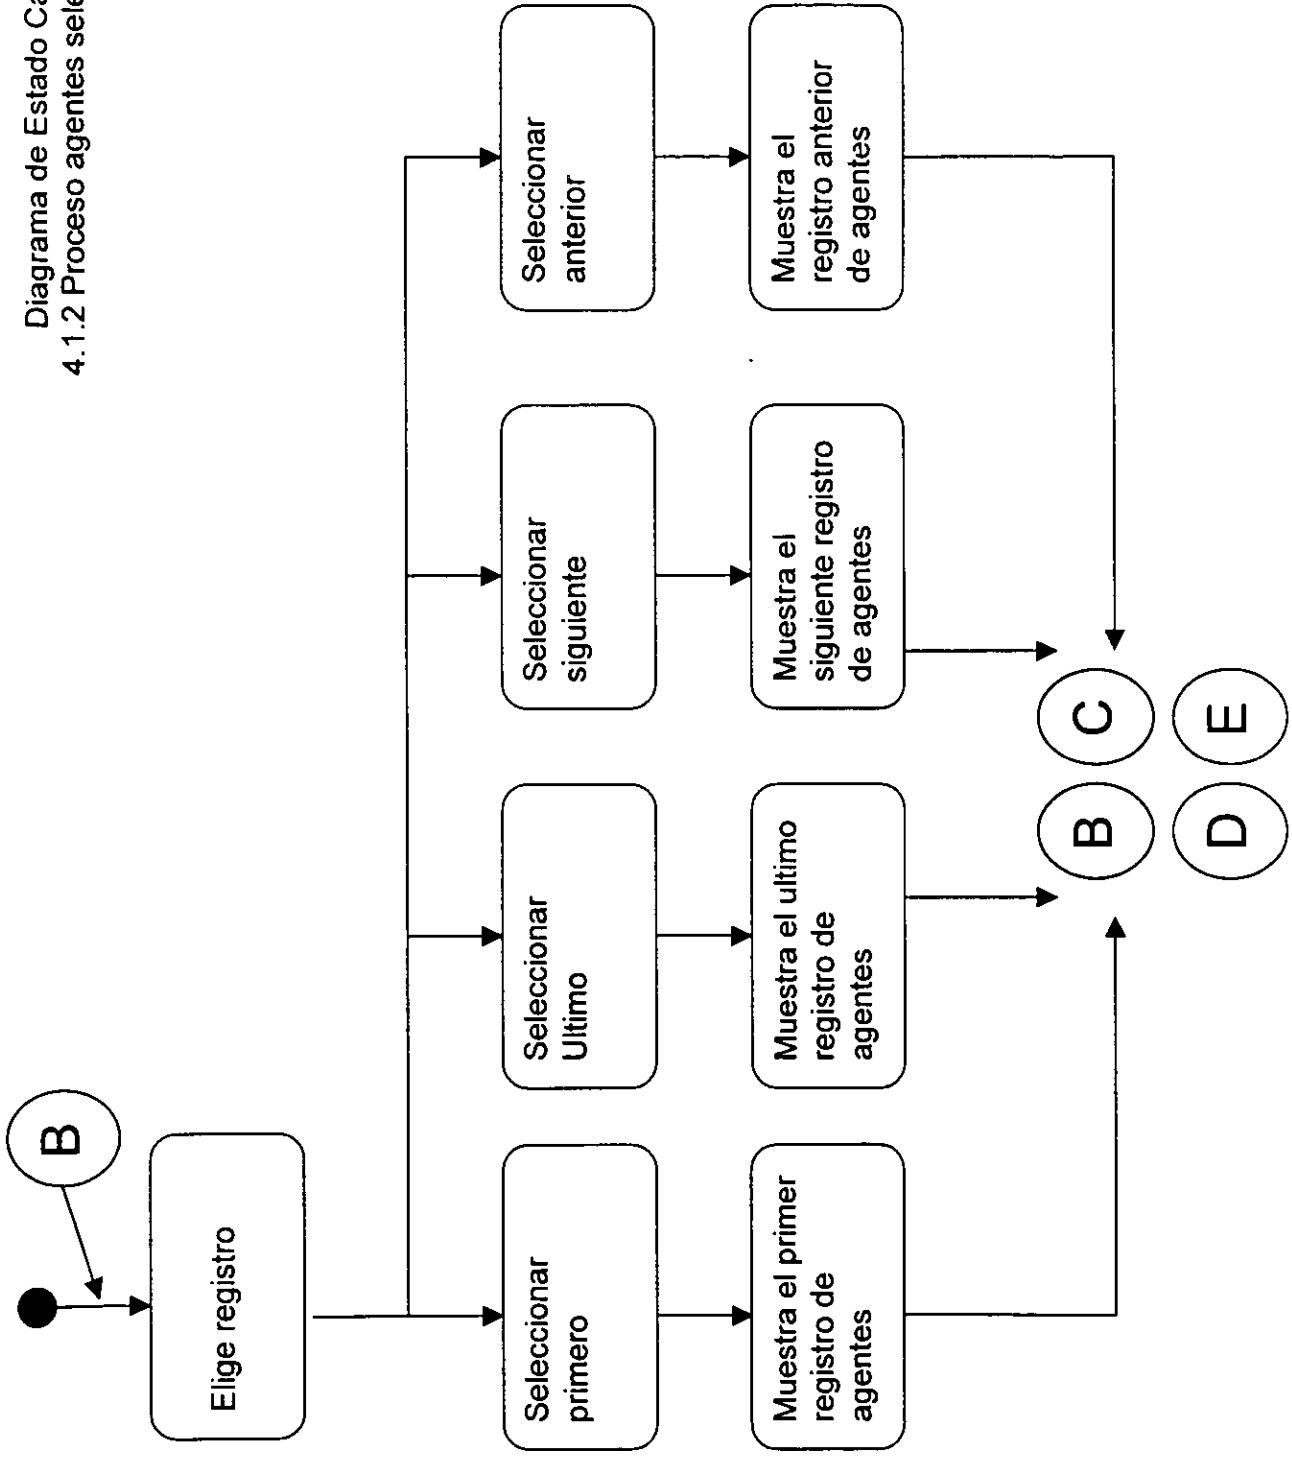 Diagrama de Estado
4.1.2 Proceso agentes
B
Elige registro
Seleccionar
primero
Seleccionar
Ultimo
Seleccionar
siguiente
Seleccionar
anterior
Muestra el primer
registro de
agentes
Muestra el ultimo
registro de
agentes
Muestra el
siguiente registro
de agentes
Muestra el
registro anterior
de agentes
B
C
D
E